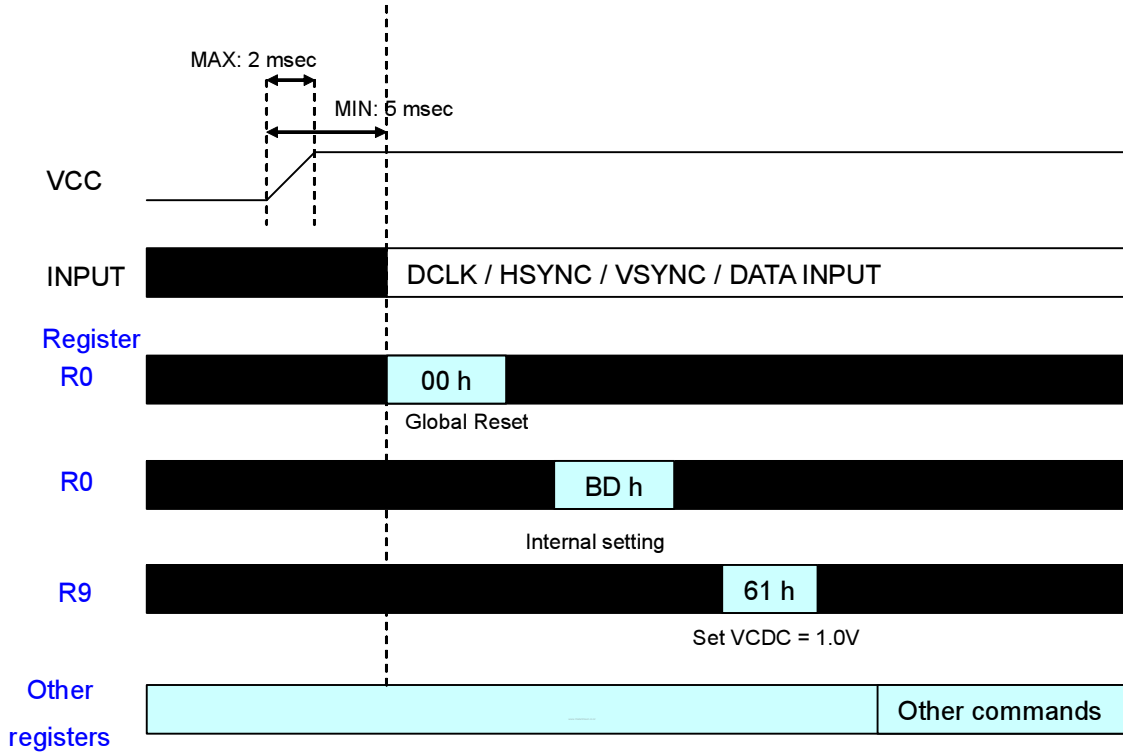 MAX: 2 msec
MIN: 5 msec
VCC
INPUT
DCLK / HSYNC / VSYNC / DATA INPUT
Register
R0
00 h
Global Reset
R0
BD h
Internal setting
R9
61 h
Set VCDC = 1.0V
Other
registers
Other commands